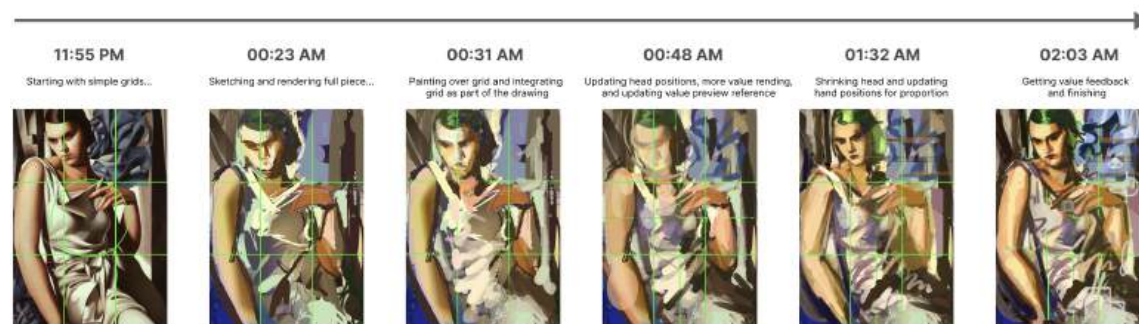 11:55 PM
Starting with simple grids...
00:23 AM
Sketching and rendering full piece...
00:31 AM
Painting over grid and integrating
grid as part of the drawing
00:48 AM
Updating head positions, more value rending,
and updating value preview reference
01:32 AM
Shrinking head and updating
hand positions for proportion
02:03 AM
Getting value feedback
and finishing